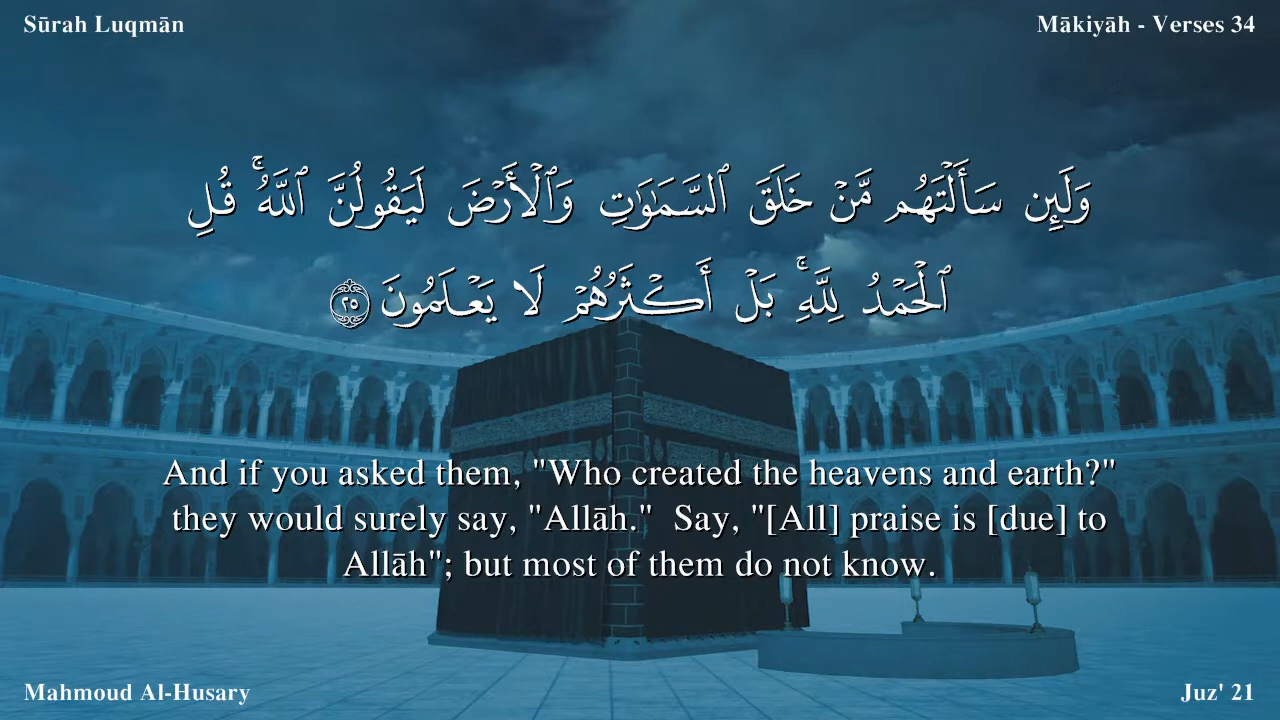 Sūrah Luqmān
Mākiyāh - Verses 34
وَلَئِن سَأَلْتَهُم مَّنْ خَلَقَ ٱلسَّمَـٰوَٰتِ وَٱلْأَرْضَ لَيَقُولُنَّ ٱللَّهُ ۚ قُلِ
ٱلْحَمْدُ لِلَّهِ ۚ بَلْ أَكْثَرُهُمْ لَا يَعْلَمُونَ ٢٥
And if you asked them, "Who created the heavens and earth?"
they would surely say, "Allāh."  Say, "[All] praise is [due] to
Allāh"; but most of them do not know.
Mahmoud Al-Husary
Juz' 21